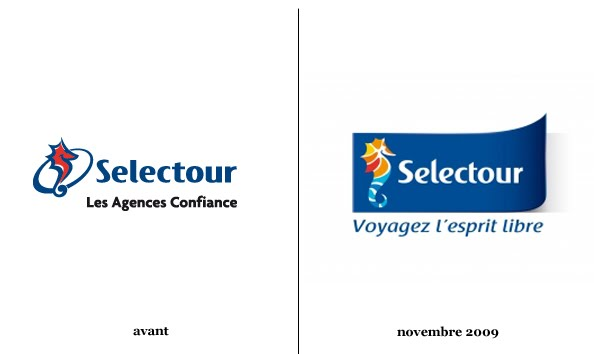 Selectour
Les Agences Confiance
avant
Selectour
Voyagez l´esprit libre
novembre 2009